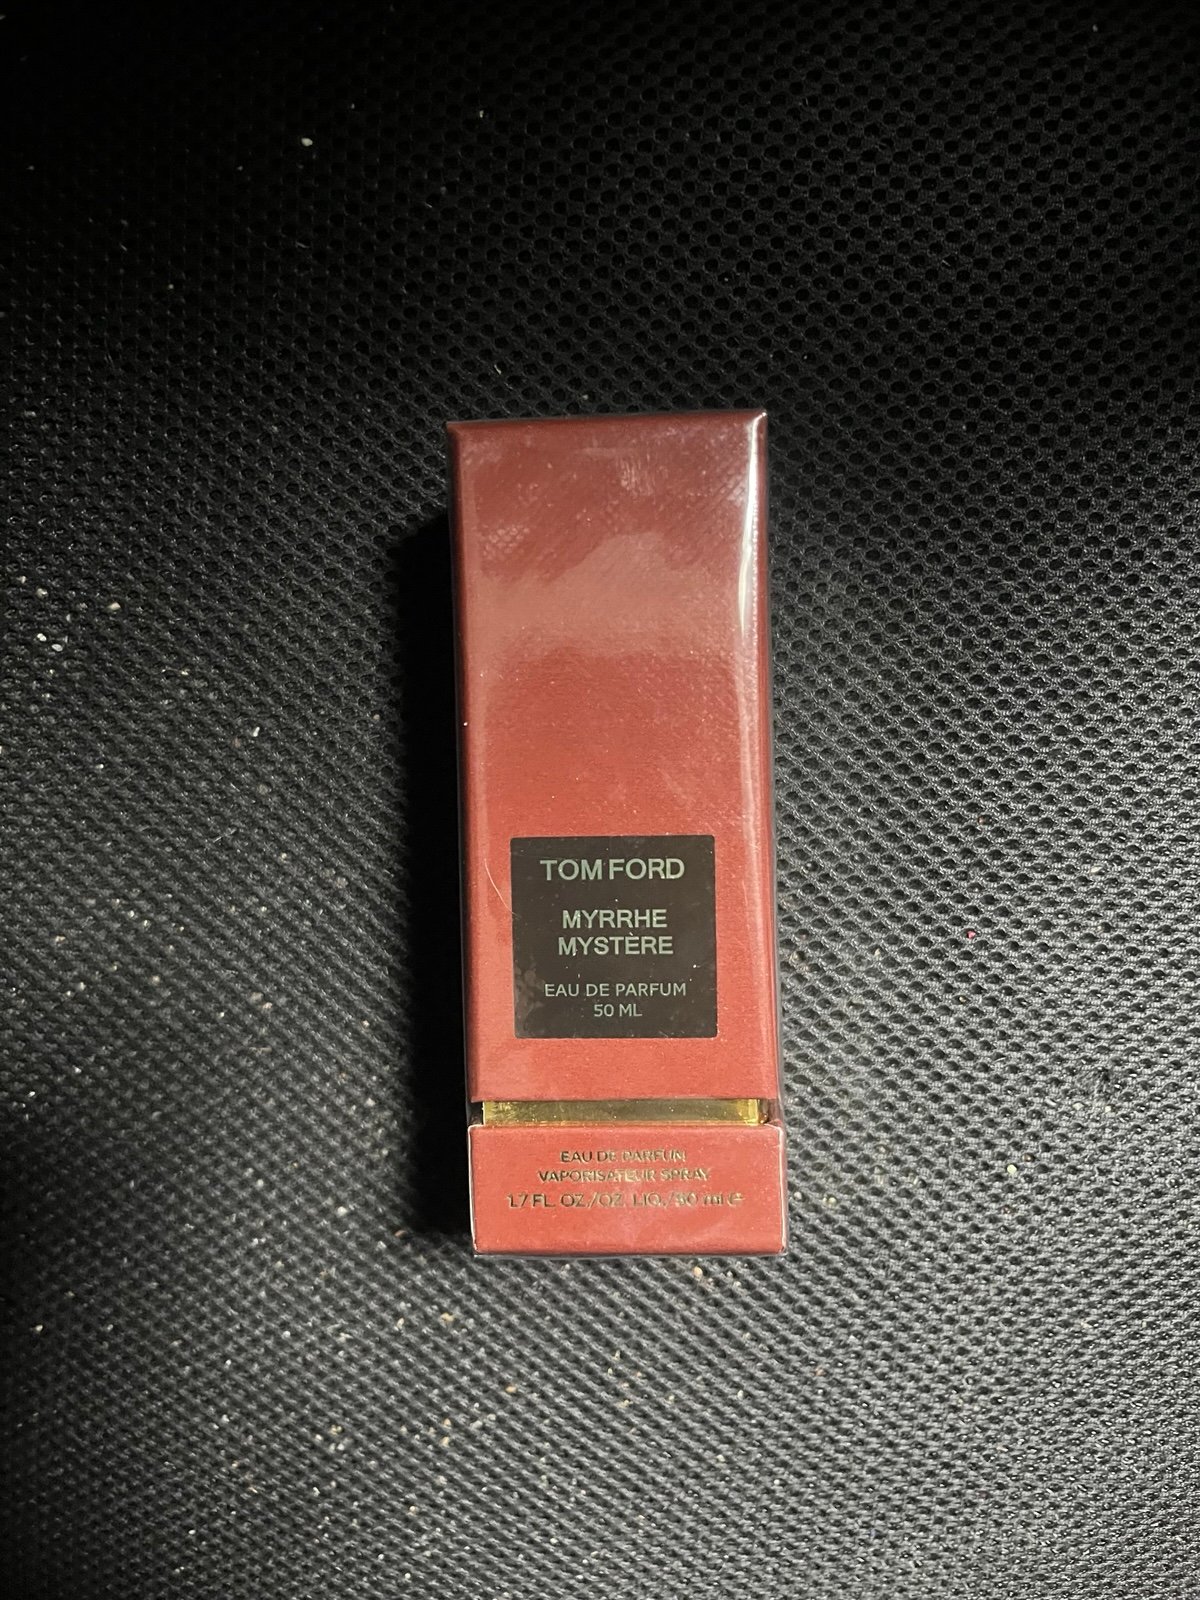 TOM FORD
MYRRHE
MYSTÈRE
EAU DE PARFUM
50 ML
EAU DE PARFUM
VAPORISATEUR SPRAY
1.7 FL. OZ./OZ. LIQ./50 ml ℮